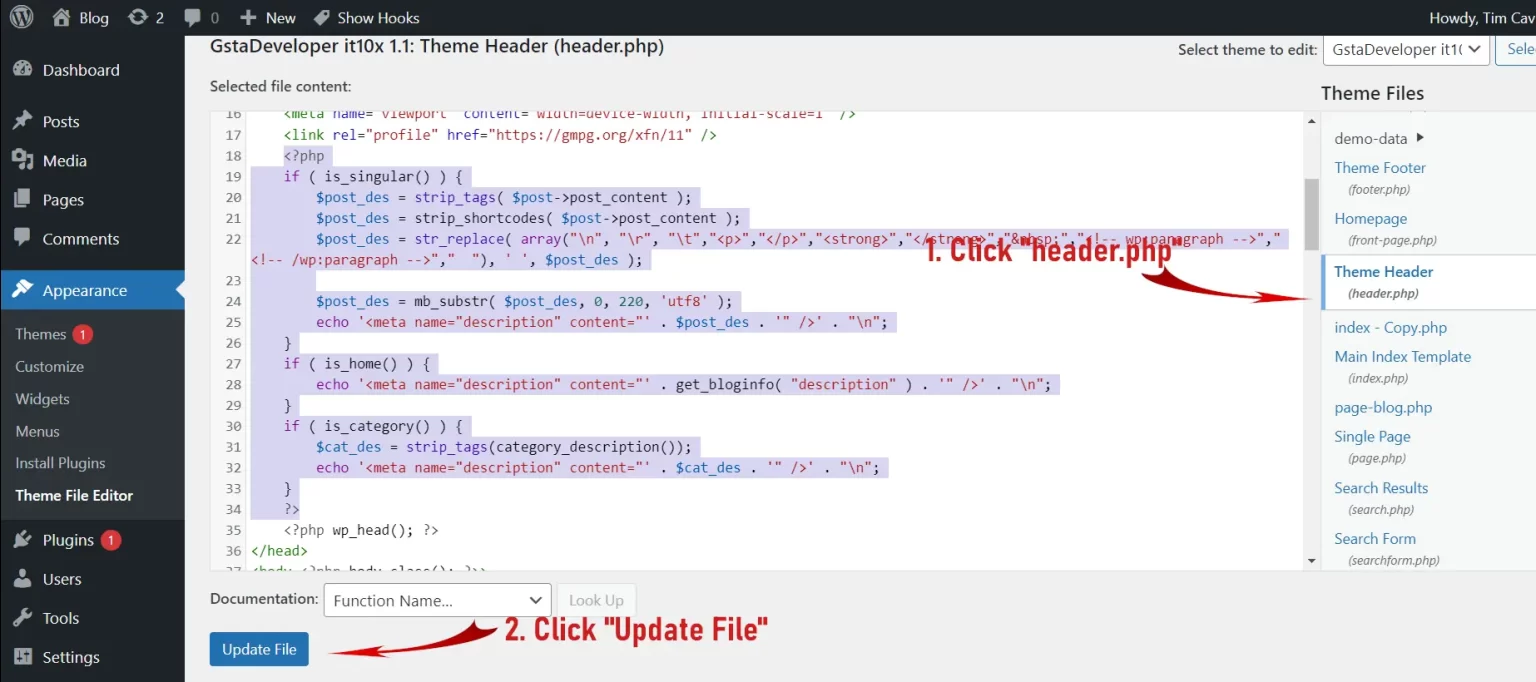 Blog 2 0 New Show Hooks Howdy, Tim Cav
Dashboard
Posts
Media
Pages
Comments
Appearance
Themes 1
Customize
Widgets
Menus
Install Plugins
Theme File Editor
Plugins 1
Users
Tools
Settings
GstaDeveloper it10x 1.1: Theme Header (header.php)
Select theme to edit: GstaDeveloper it1( Sele
Selected file content:
16 <meta name="viewport" content="width=device-width, initial-scale=1" />
17 <link rel="profile" href="https://gmpg.org/xfn/11" />
18 <?php
19 if ( is_singular() ) {
20 $post_des = strip_tags( $post->post_content );
21 $post_des = strip_shortcodes( $post->post_content );
22 $post_des = str_replace( array("\n", "\r", "\t","<p>","</p>","<strong>","</strong>","&nbsp;","<!-- wp:paragraph -->","
<!-- /wp:paragraph -->","  "), ' ', $post_des );
23
24 $post_des = mb_substr( $post_des, 0, 220, 'utf8' );
25 echo '<meta name="description" content="' . $post_des . '" />' . "\n";
26 }
27 if ( is_home() ) {
28 echo '<meta name="description" content="' . get_bloginfo( "description" ) . '" />' . "\n";
29 }
30 if ( is_category() ) {
31 $cat_des = strip_tags(category_description());
32 echo '<meta name="description" content="' . $cat_des . '" />' . "\n";
33 }
34 ?>
35 <?php wp_head(); ?>
36 </head>
37 <body <?php body_class(); ?>>
1. Click "header.php"
Theme Files
demo-data
Theme Footer
(footer.php)
Homepage
(front-page.php)
Theme Header
(header.php)
index - Copy.php
Main Index Template
(index.php)
page-blog.php
Single Page
(page.php)
Search Results
(search.php)
Search Form
(searchform.php)
Documentation: Function Name... Look Up
2. Click "Update File"
Update File